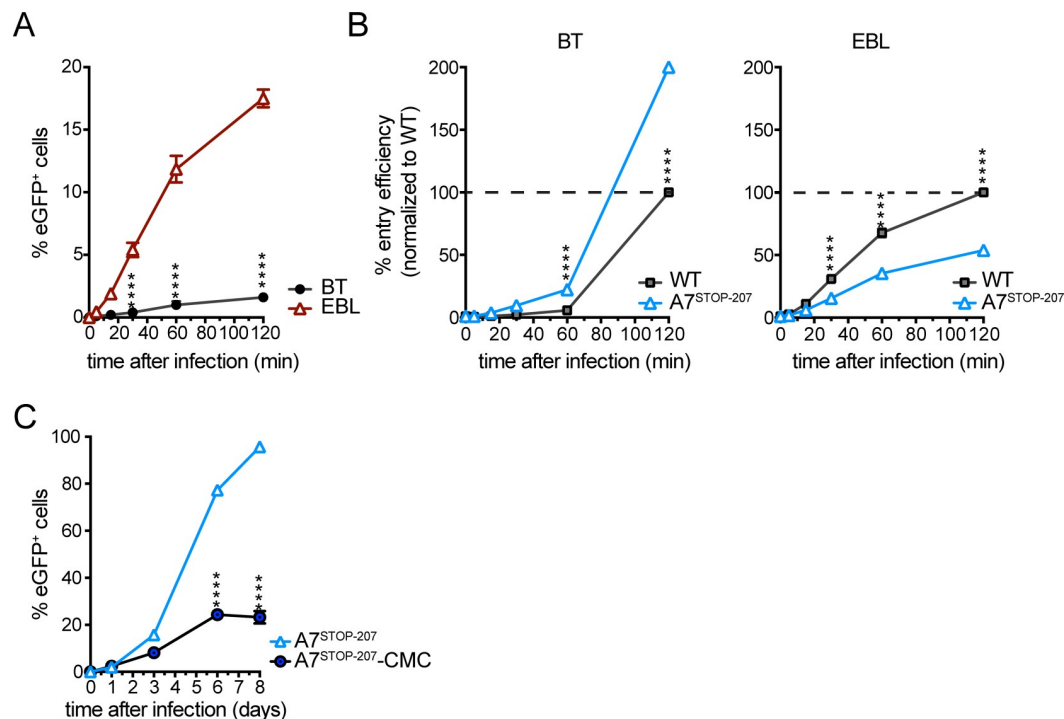 A
% eGFP⁺ cells
20
15
10
5
0
****
****
****
BT
EBL
0 20 40 60 80 100 120
time after infection (min)
B
BT
% entry efficiency
(normalized to WT)
200
150
100
50
0
****
****
WT
A7ˢᵀᴼᴾ⁻²⁰⁷
0 20 40 60 80 100 120
time after infection (min)
EBL
200
150
100
50
0
****
****
****
WT
A7ˢᵀᴼᴾ⁻²⁰⁷
0 20 40 60 80 100 120
time after infection (min)
C
% eGFP⁺ cells
100
80
60
40
20
0
****
****
A7ˢᵀᴼᴾ⁻²⁰⁷
A7ˢᵀᴼᴾ⁻²⁰⁷-CMC
0 1 2 3 4 5 6 7 8
time after infection (days)